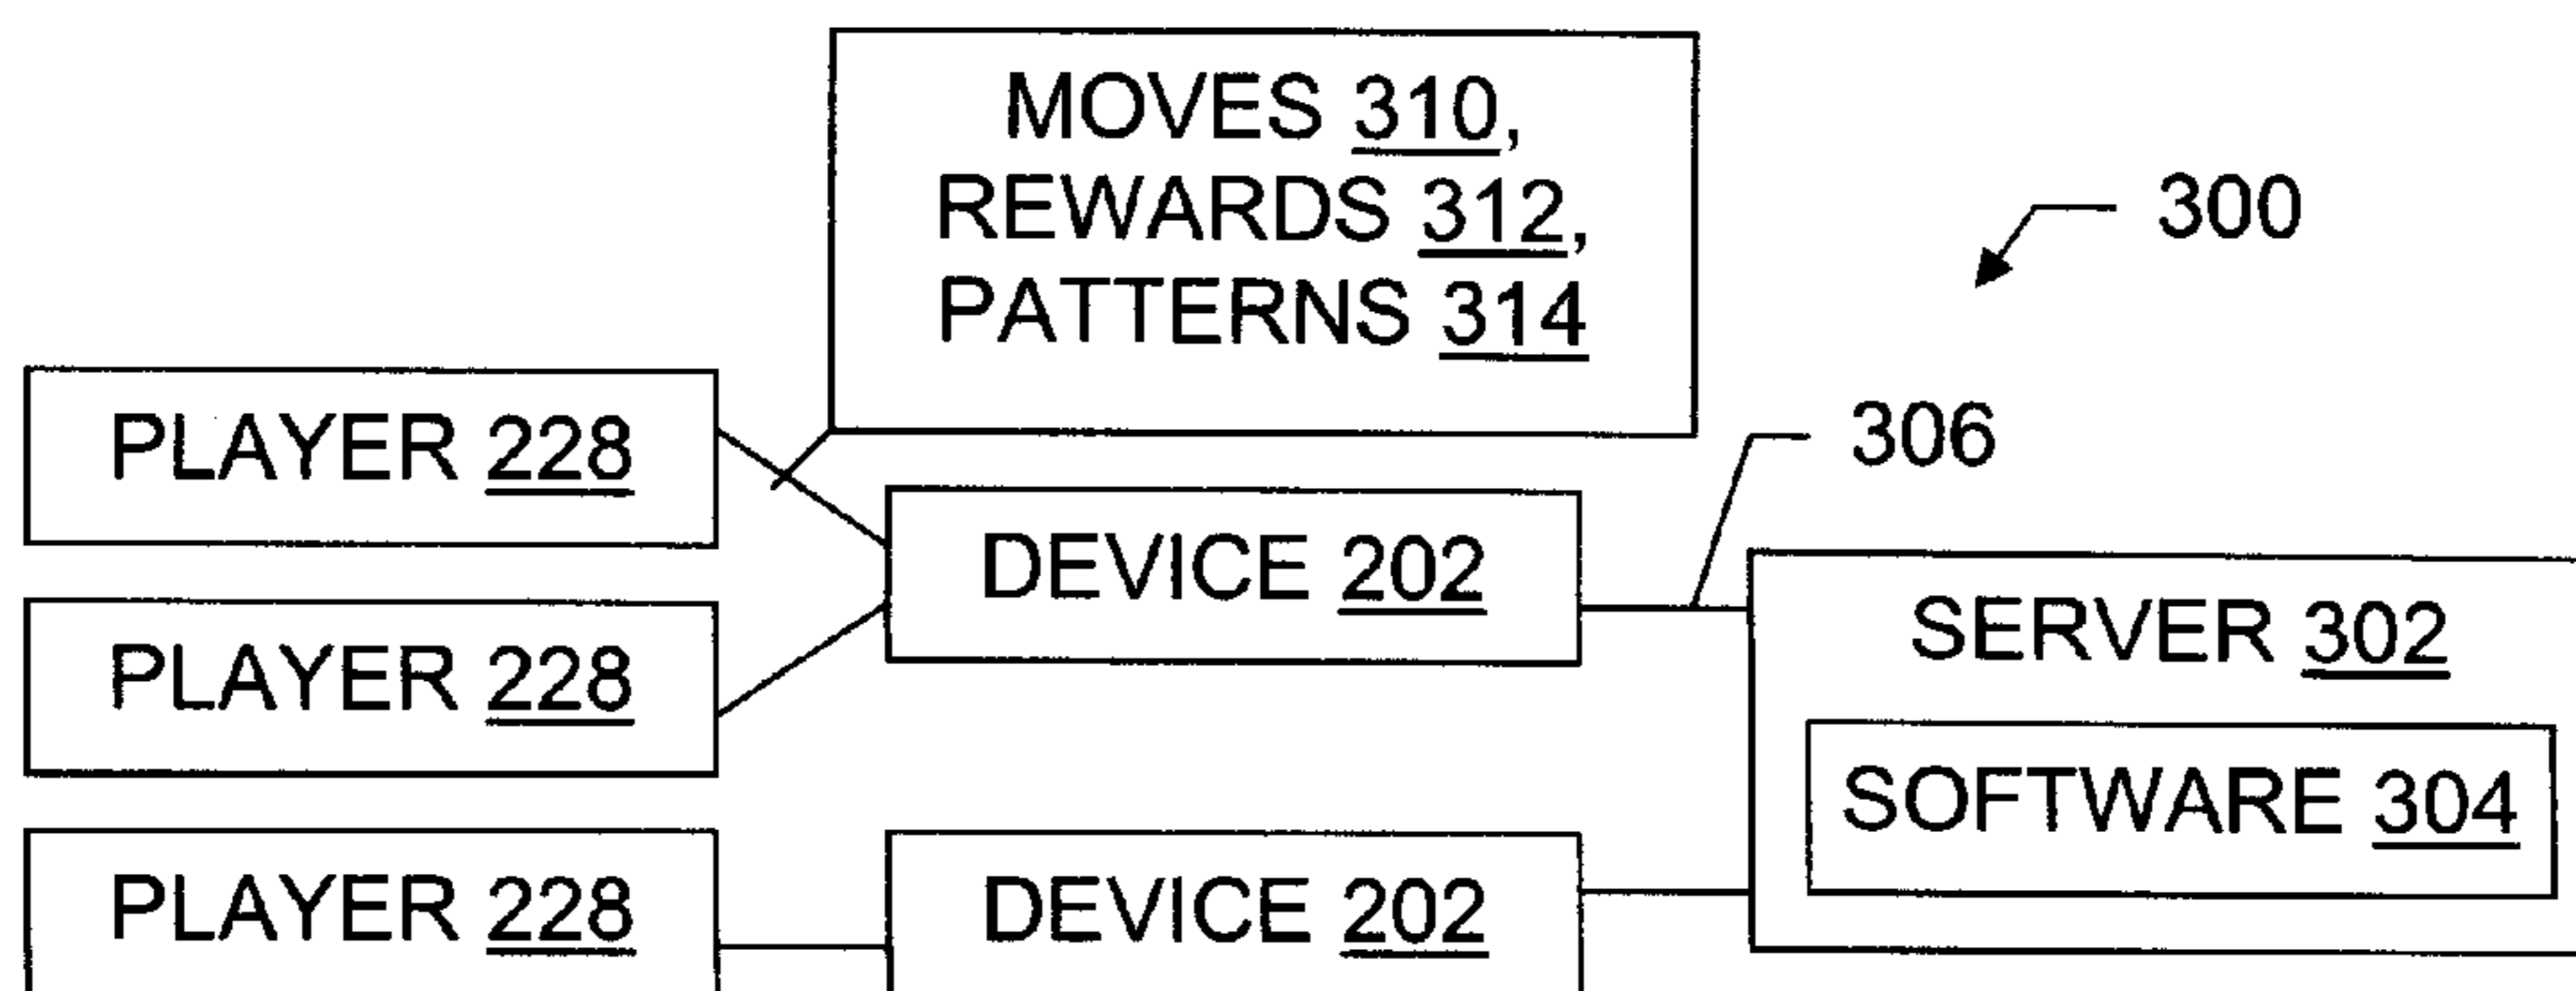 MOVES 310,
REWARDS 312,
PATTERNS 314
300
PLAYER 228
306
DEVICE 202
PLAYER 228
SERVER 302
SOFTWARE 304
PLAYER 228
DEVICE 202